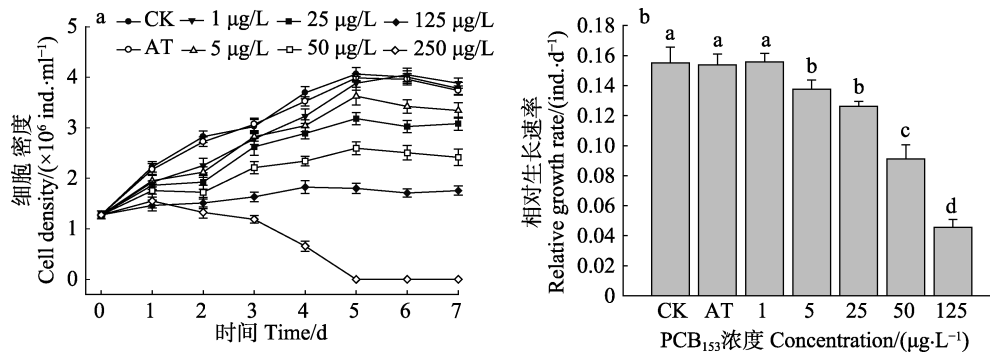 a
CK
1 μg/L
25 μg/L
125 μg/L
AT
5 μg/L
50 μg/L
250 μg/L
细胞 密度
Cell density/(×10⁶ ind.·ml⁻¹)
5
4
3
2
1
0
0 1 2 3 4 5 6 7
时间 Time/d
b
相对生长速率
Relative growth rate/(ind.·d⁻¹)
0.18
0.16
0.16
0.12
0.10
0.08
0.06
0.04
0.02
0.00
a a a b b c d
CK AT 1 5 25 50 125
PCB₁₅₃浓度 Concentration/(μg·L⁻¹)